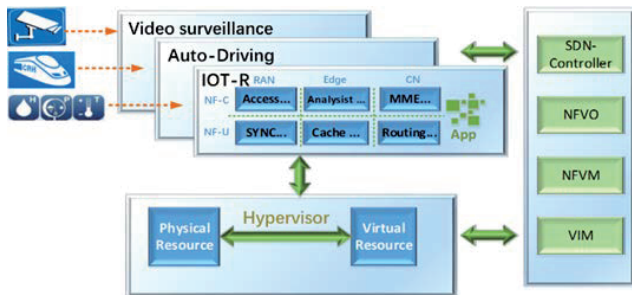 Video surveillance
Auto-Driving
IOT-R
RAN
Edge
CN
NF-C
Access...
Analysist ...
MME...
NF-U
SYNC...
Cache ...
Routing...
App
Hypervisor
Physical
Resource
Virtual
Resource
SDN-
Controller
NFVO
NFVM
VIM